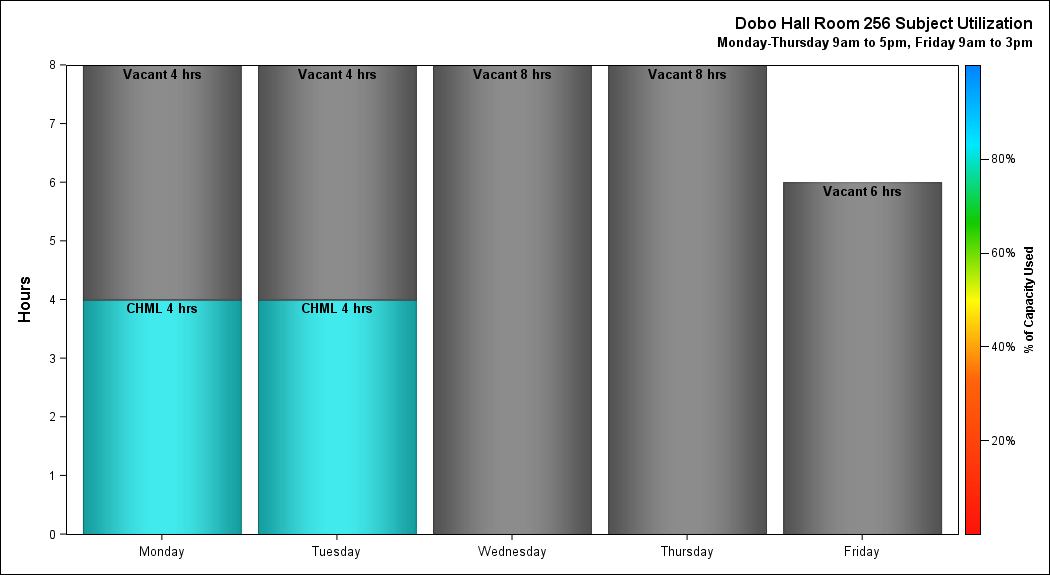 Dobo Hall Room 256 Subject Utilization
Monday-Thursday 9am to 5pm, Friday 9am to 3pm
8
7
6
5
4
3
2
1
0
Hours
Vacant 4 hrs
Vacant 4 hrs
Vacant 8 hrs
Vacant 8 hrs
Vacant 6 hrs
CHML 4 hrs
CHML 4 hrs
Monday
Tuesday
Wednesday
Thursday
Friday
80%
60%
40%
20%
% of Capacity Used